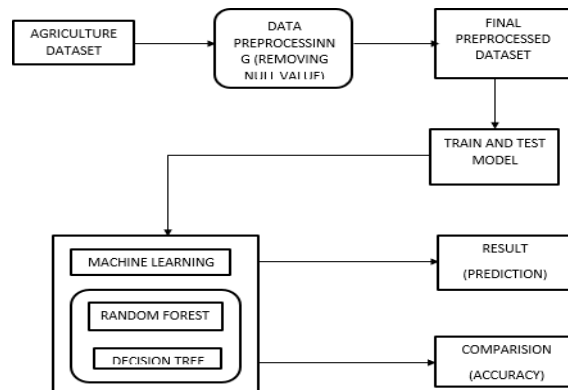 AGRICULTURE
DATASET
DATA
PREPROCESSINN
G (REMOVING
NULL VALUE)
FINAL
PREPROCESSED
DATASET
TRAIN AND TEST
MODEL
MACHINE LEARNING
RANDOM FOREST
DECISION TREE
RESULT
(PREDICTION)
COMPARISION
(ACCURACY)